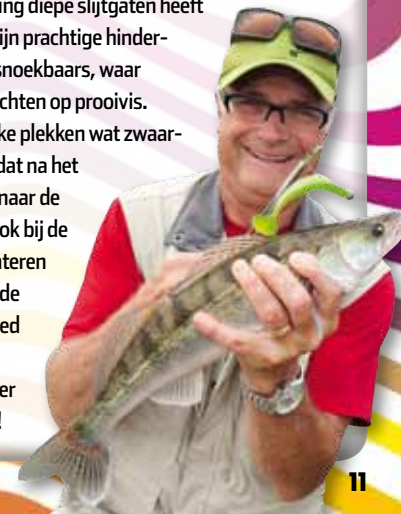 ing diepe slijtgaten heeft
ijn prachtige hinder-
snoekbaars, waar
chten op prooivis.
ke plekken wat zwaar-
dat na het
naar de
ok bij de
nteren
de
ed
er
!
11